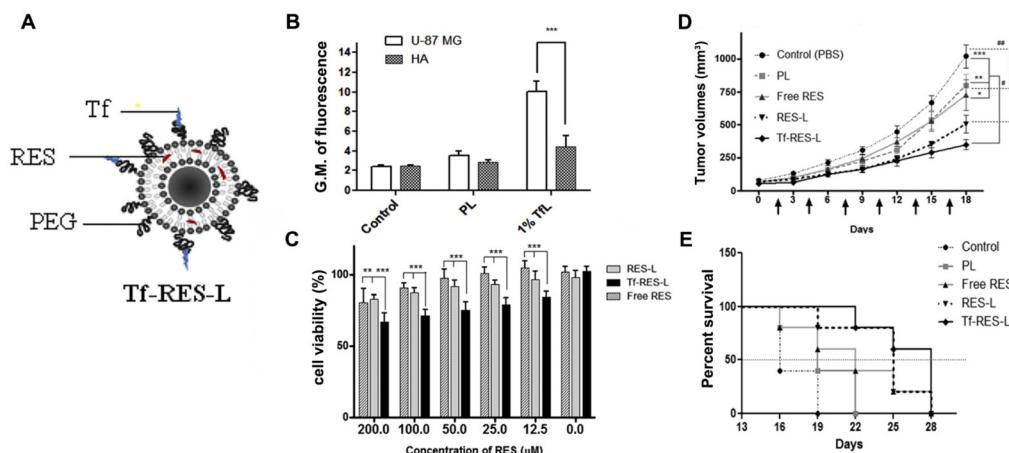 A
Tf
RES
PEG
Tf-RES-L
B
U-87 MG
HA
***
G.M. of fluorescence
14
12
10
8
6
4
2
0
Control
PL
1% TfL
C
** ***
***
***
***
***
RES-L
Tf-RES-L
Free RES
cell viability (%)
100
50
0
200.0 100.0 50.0 25.0 12.5 0.0
Concentration of RES (µM)
D
Control (PBS)
PL
Free RES
RES-L
Tf-RES-L
##
***
**
#
*
Tumor volumes (mm³)
1000
750
500
250
0
0 3 6 9 12 15 18
Days
E
Control
PL
Free RES
RES-L
Tf-RES-L
Percent survival
150
100
50
0
13 16 19 22 25 28
Days